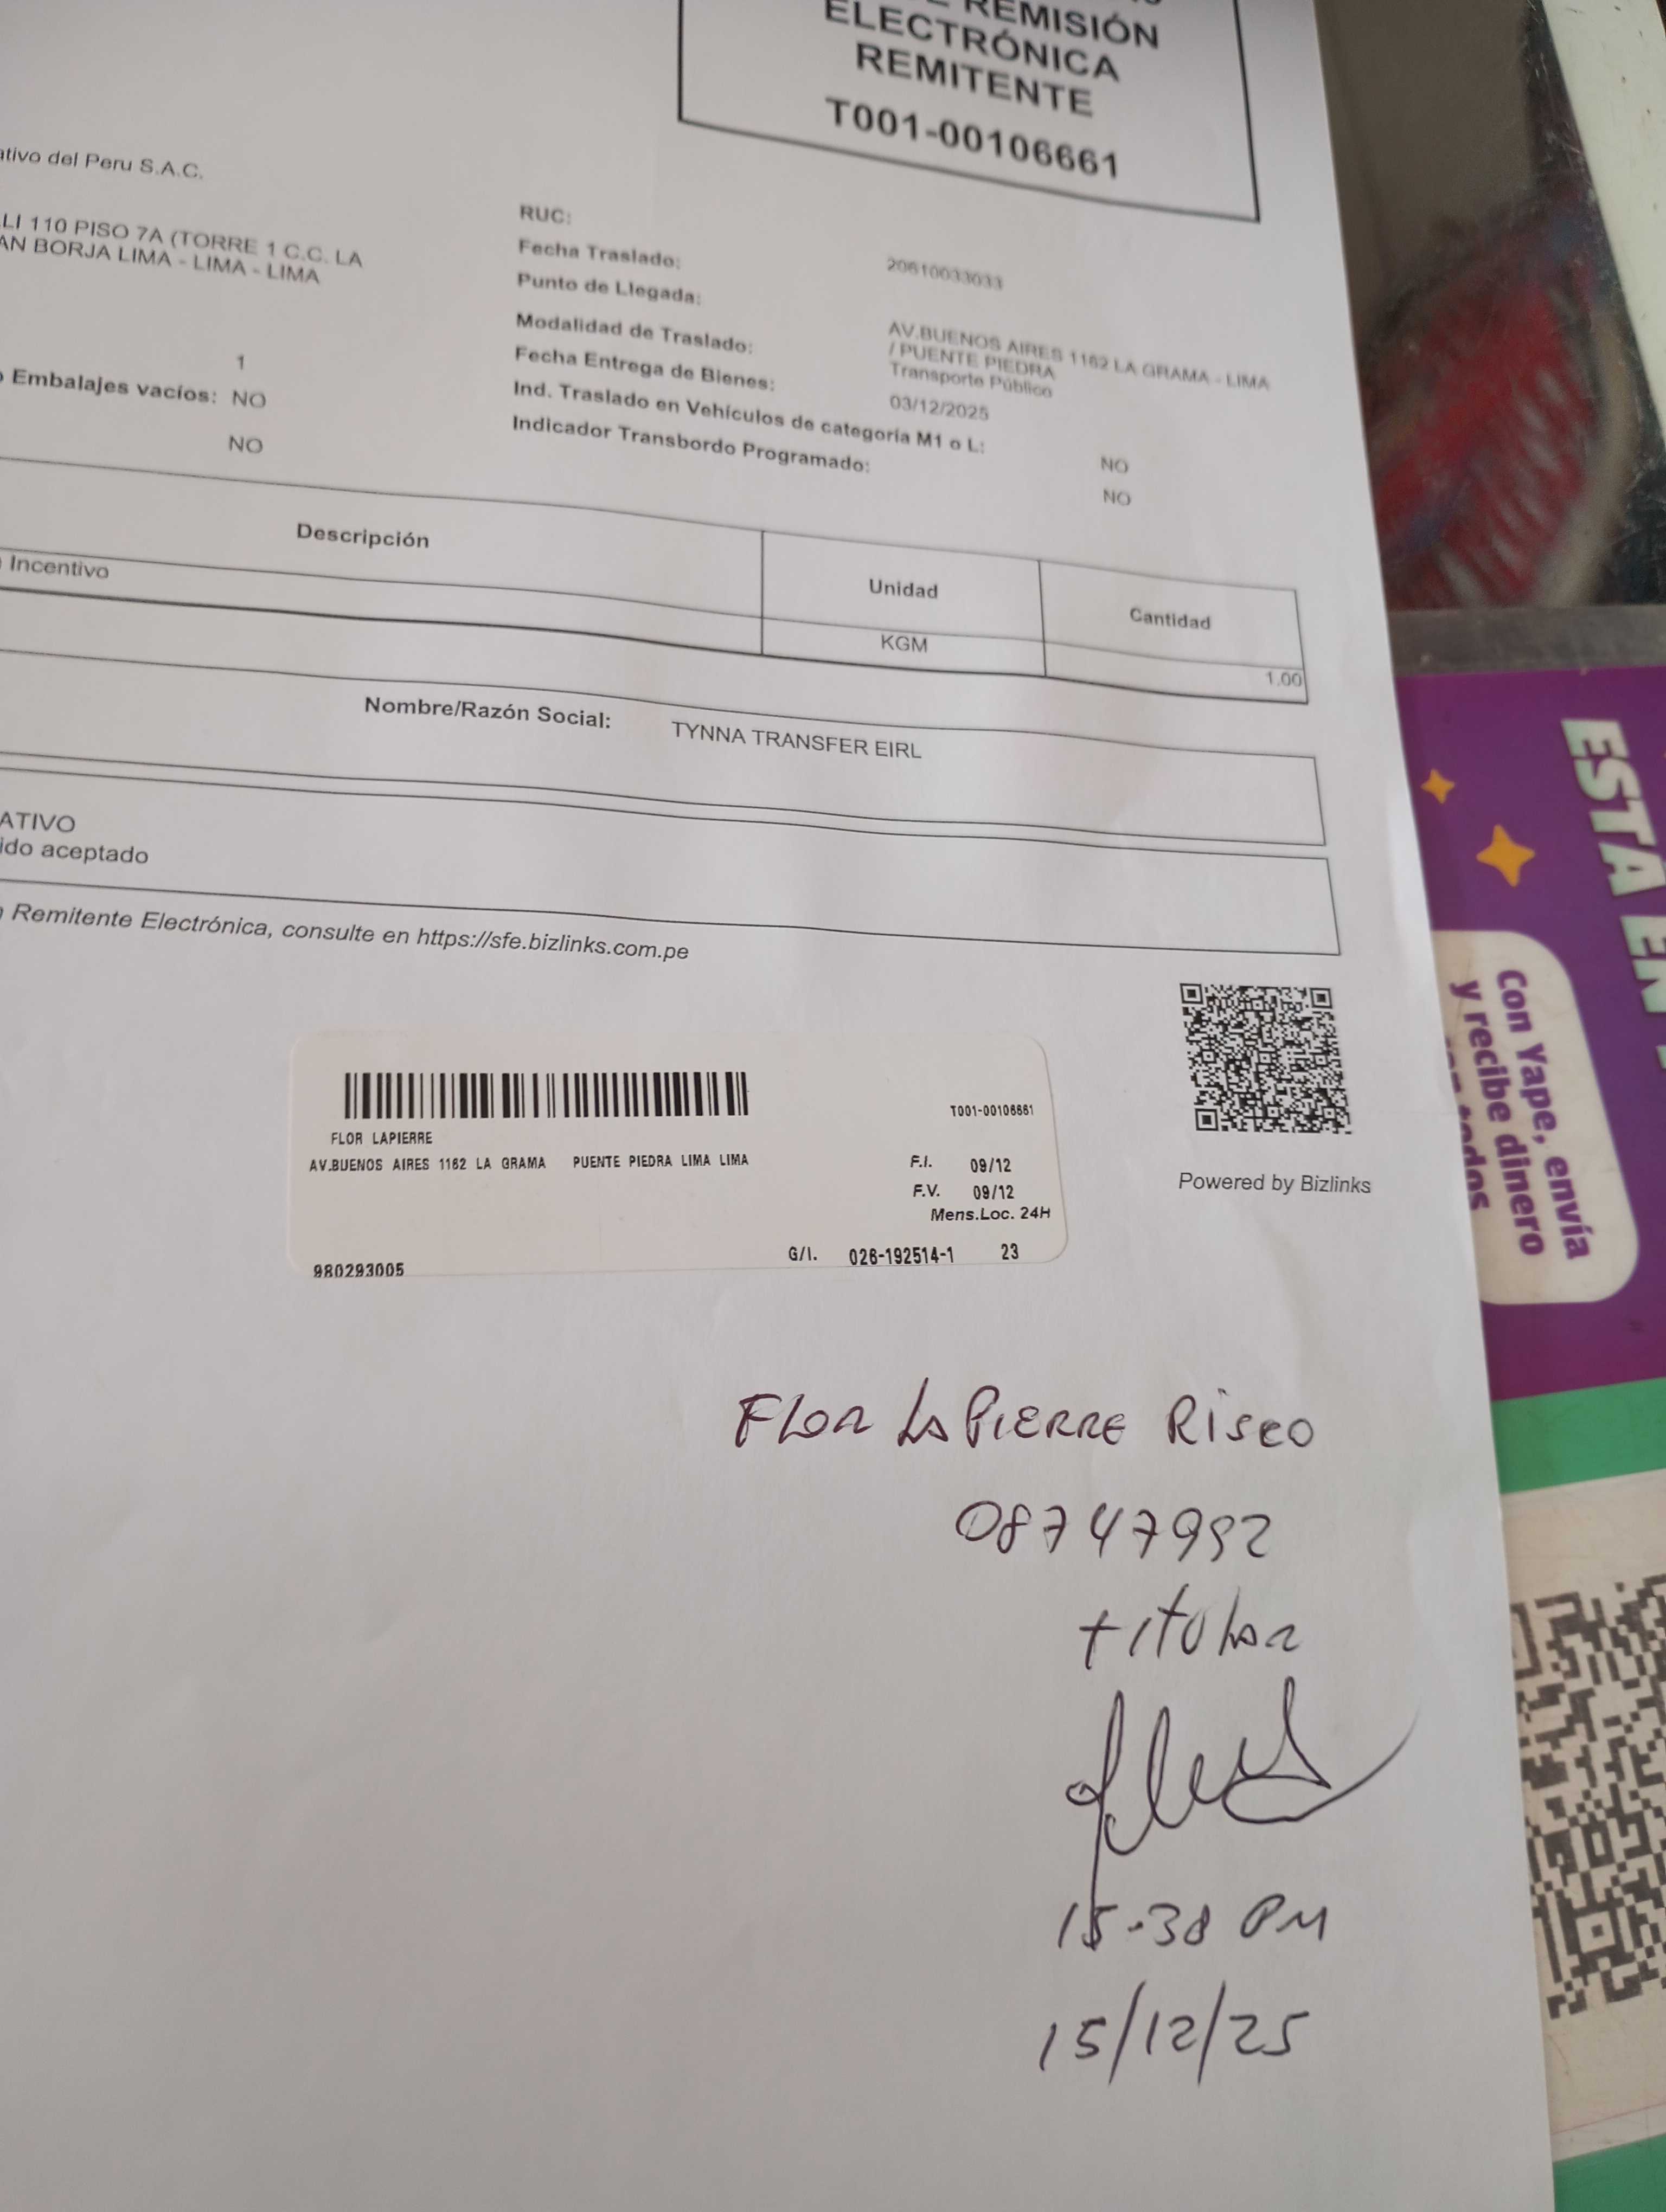 REMISIÓN
ELECTRÓNICA
REMITENTE
T001-00106661
ativo del Peru S.A.C.
LI 110 PISO 7A (TORRE 1 C.C. LA
AN BORJA LIMA - LIMA - LIMA
1
Embalajes vacíos: NO
NO
RUC:
20610033033
Fecha Traslado:
Punto de Llegada:
AV.BUENOS AIRES 1162 LA GRAMA - LIMA
/ PUENTE PIEDRA
Modalidad de Traslado:
Transporte Público
Fecha Entrega de Bienes:
03/12/2025
Ind. Traslado en Vehículos de categoría M1 o L:
NO
Indicador Transbordo Programado:
NO
Descripción Unidad Cantidad
Incentivo KGM 1.00
Nombre/Razón Social: TYNNA TRANSFER EIRL
ATIVO
ido aceptado
Remitente Electrónica, consulte en https://sfe.bizlinks.com.pe
T001-00106661
FLOR LAPIERRE
AV.BUENOS AIRES 1162 LA GRAMA PUENTE PIEDRA LIMA LIMA
F.I. 09/12
F.V. 09/12
Mens.Loc. 24H
G/I. 026-192514-1 23
980293005
Powered by Bizlinks
FLOR LA PIERRE RISCO
08747992
titular
15:38 PM
15/12/25
ESTÁ EN
Con Yape, envía
y recibe dinero